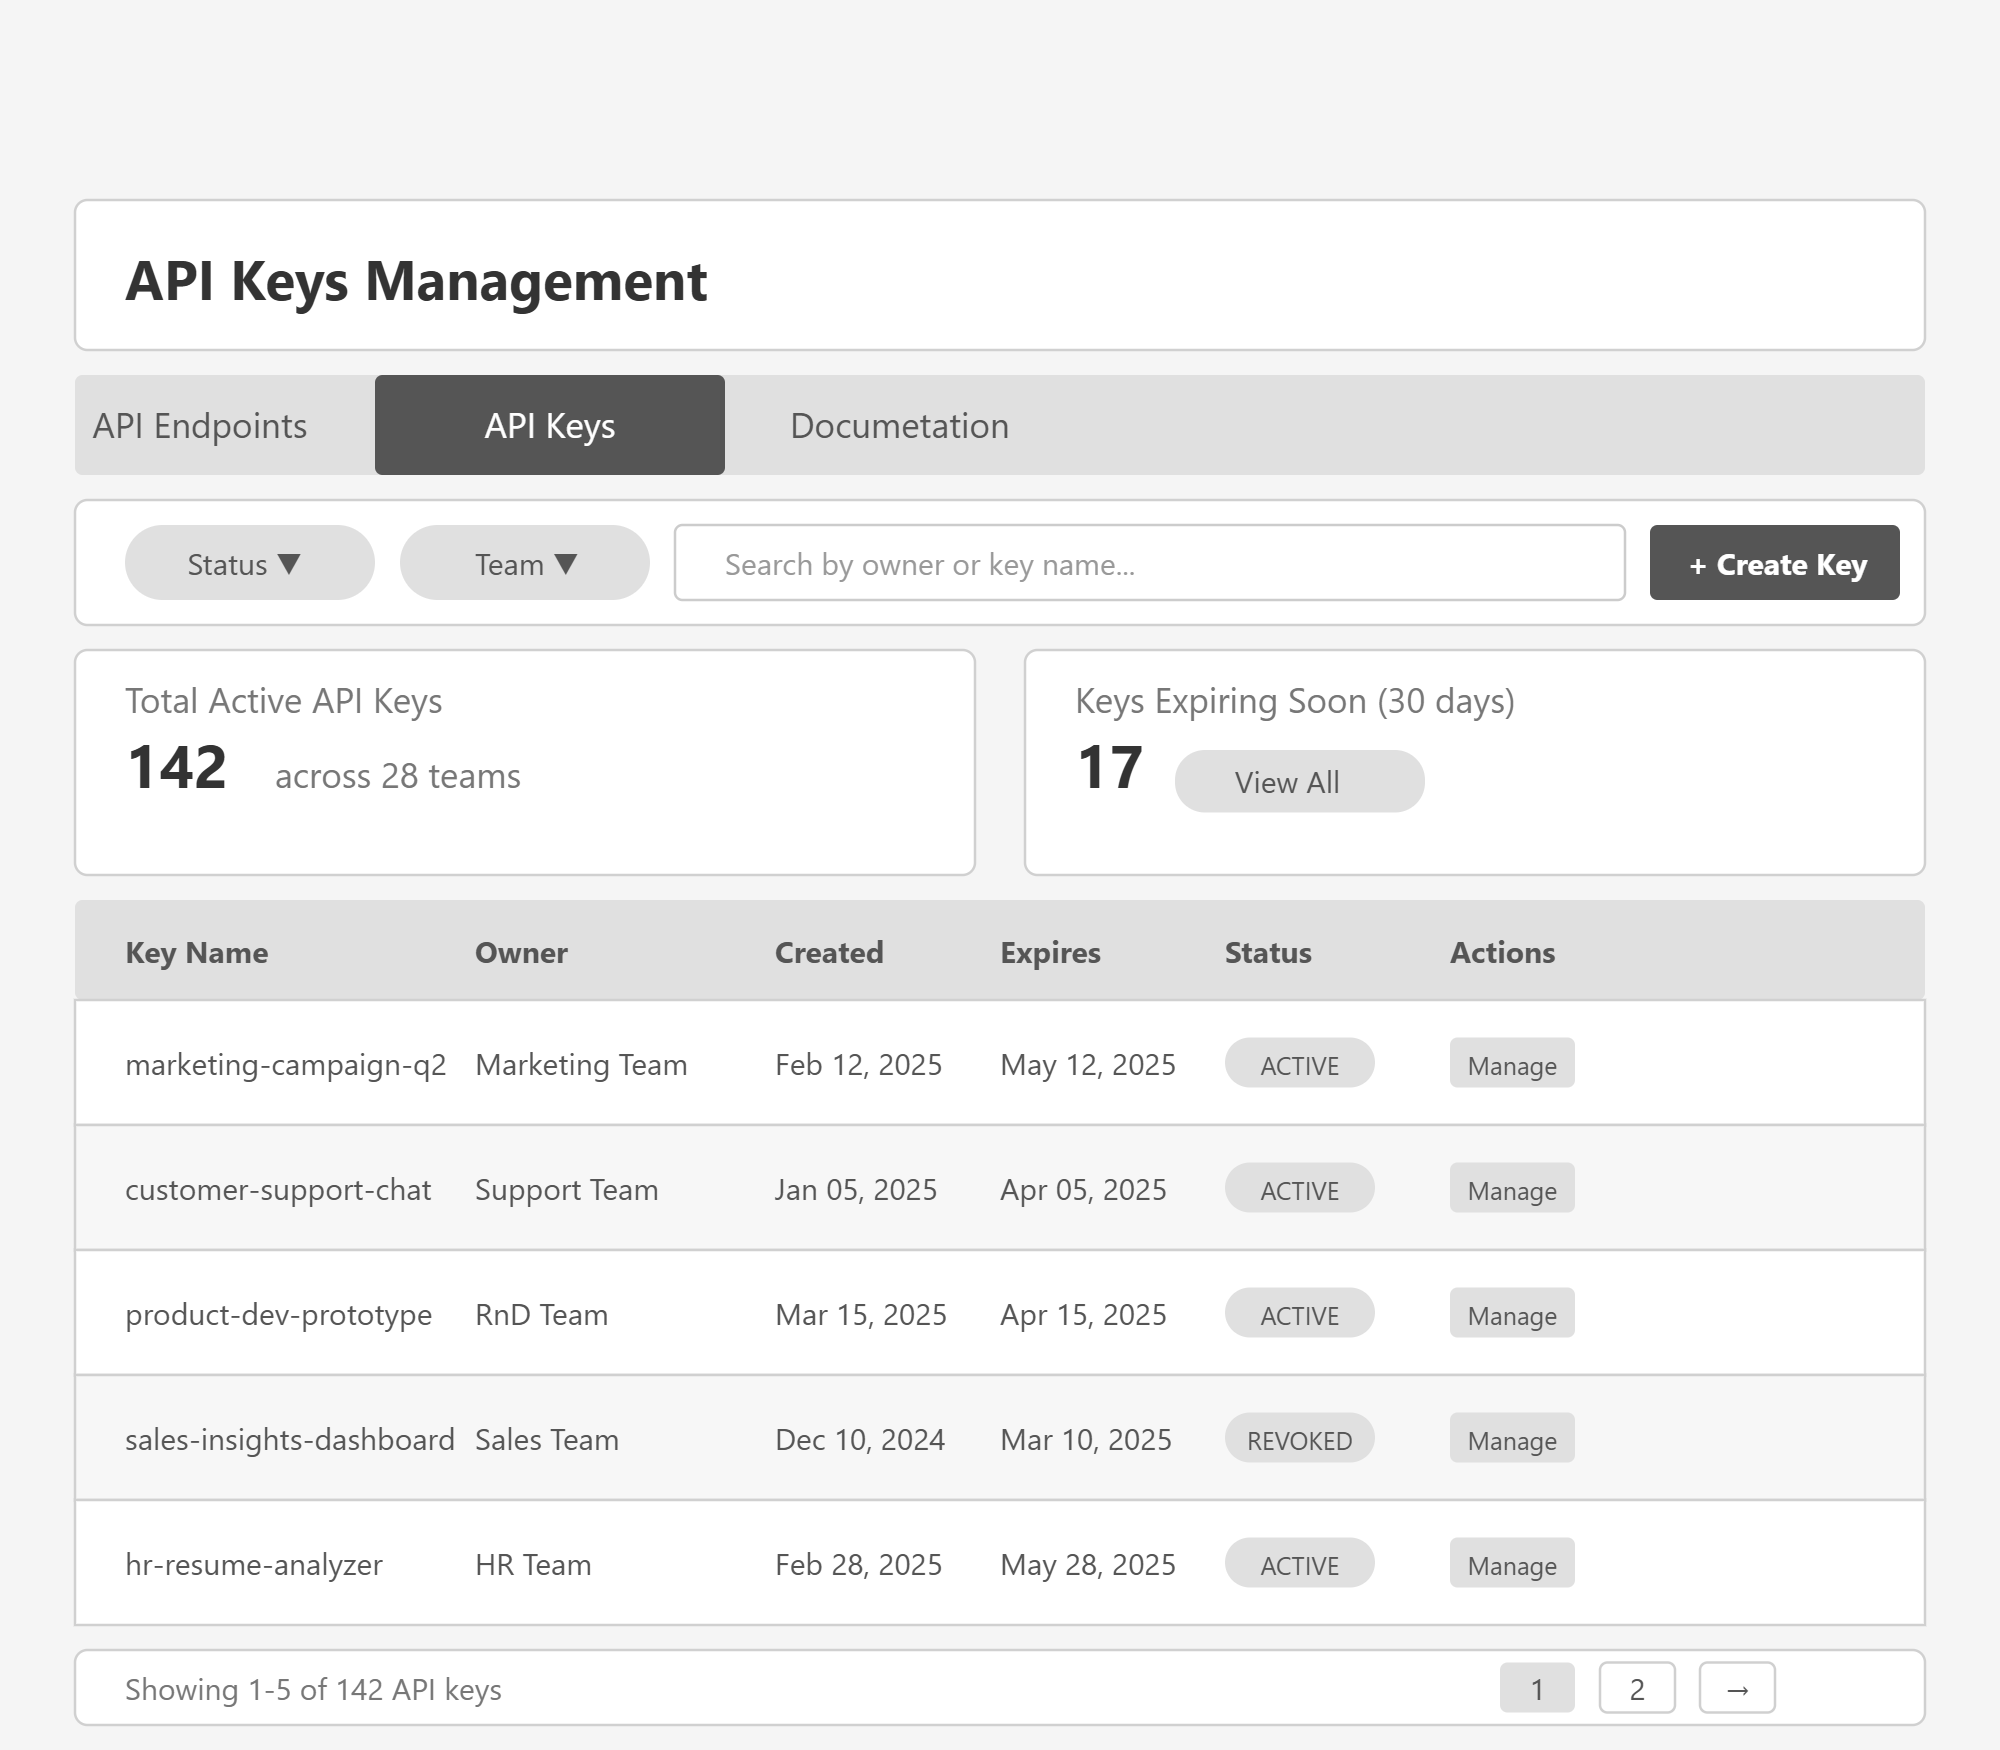 API Keys Management
API Endpoints API Keys Documetation
Status ▼ Team ▼ Search by owner or key name... + Create Key
Total Active API Keys
142 across 28 teams
Keys Expiring Soon (30 days)
17 View All
Key Name Owner Created Expires Status Actions
marketing-campaign-q2 Marketing Team Feb 12, 2025 May 12, 2025 ACTIVE Manage
customer-support-chat Support Team Jan 05, 2025 Apr 05, 2025 ACTIVE Manage
product-dev-prototype RnD Team Mar 15, 2025 Apr 15, 2025 ACTIVE Manage
sales-insights-dashboard Sales Team Dec 10, 2024 Mar 10, 2025 REVOKED Manage
hr-resume-analyzer HR Team Feb 28, 2025 May 28, 2025 ACTIVE Manage
Showing 1-5 of 142 API keys 1 2 →